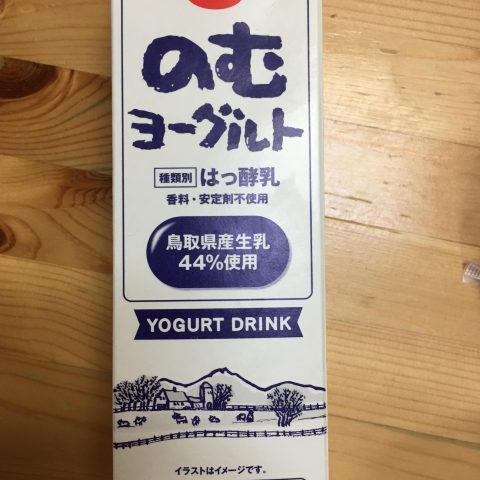 のむ
ヨーグルト
種類別 はっ酵乳
香料・安定剤不使用
鳥取県産生乳
44%使用
YOGURT DRINK
イラストはイメージです。